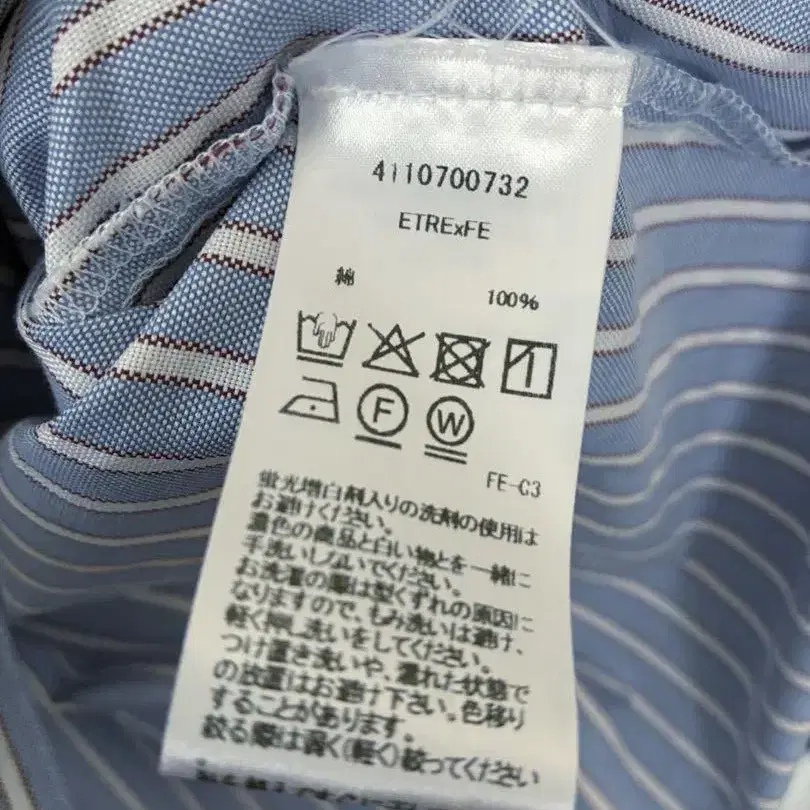 4110700732
ETRExFE
綿 100%
F W
FE-C3
蛍光増白剤入りの洗剤の使用は
お避けください。
濃色の商品と白い物とを一緒に
手洗いしないでください。
お洗濯の際は型くずれの原因に
なりますので、もみ洗いは避け、
軽く押し洗いをしてください。
つけ置き洗いや、濡れた状態で
の放置はお避け下さい。色移り
することがあります。
絞る際は弱く(軽く)絞ってください